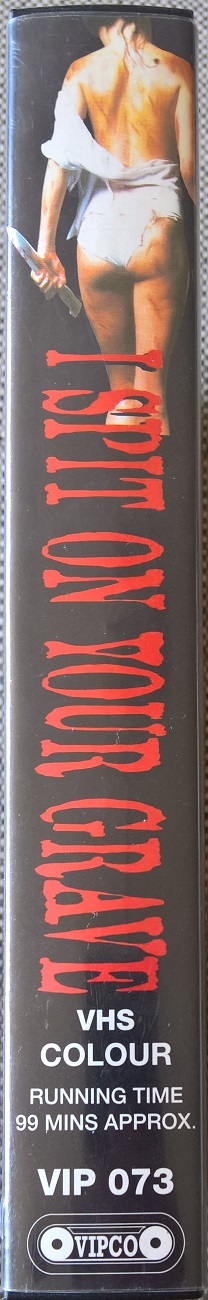 I SPIT ON YOUR GRAVE
VHS
COLOUR
RUNNING TIME
99 MINS APPROX.
VIP 073
VIPCO